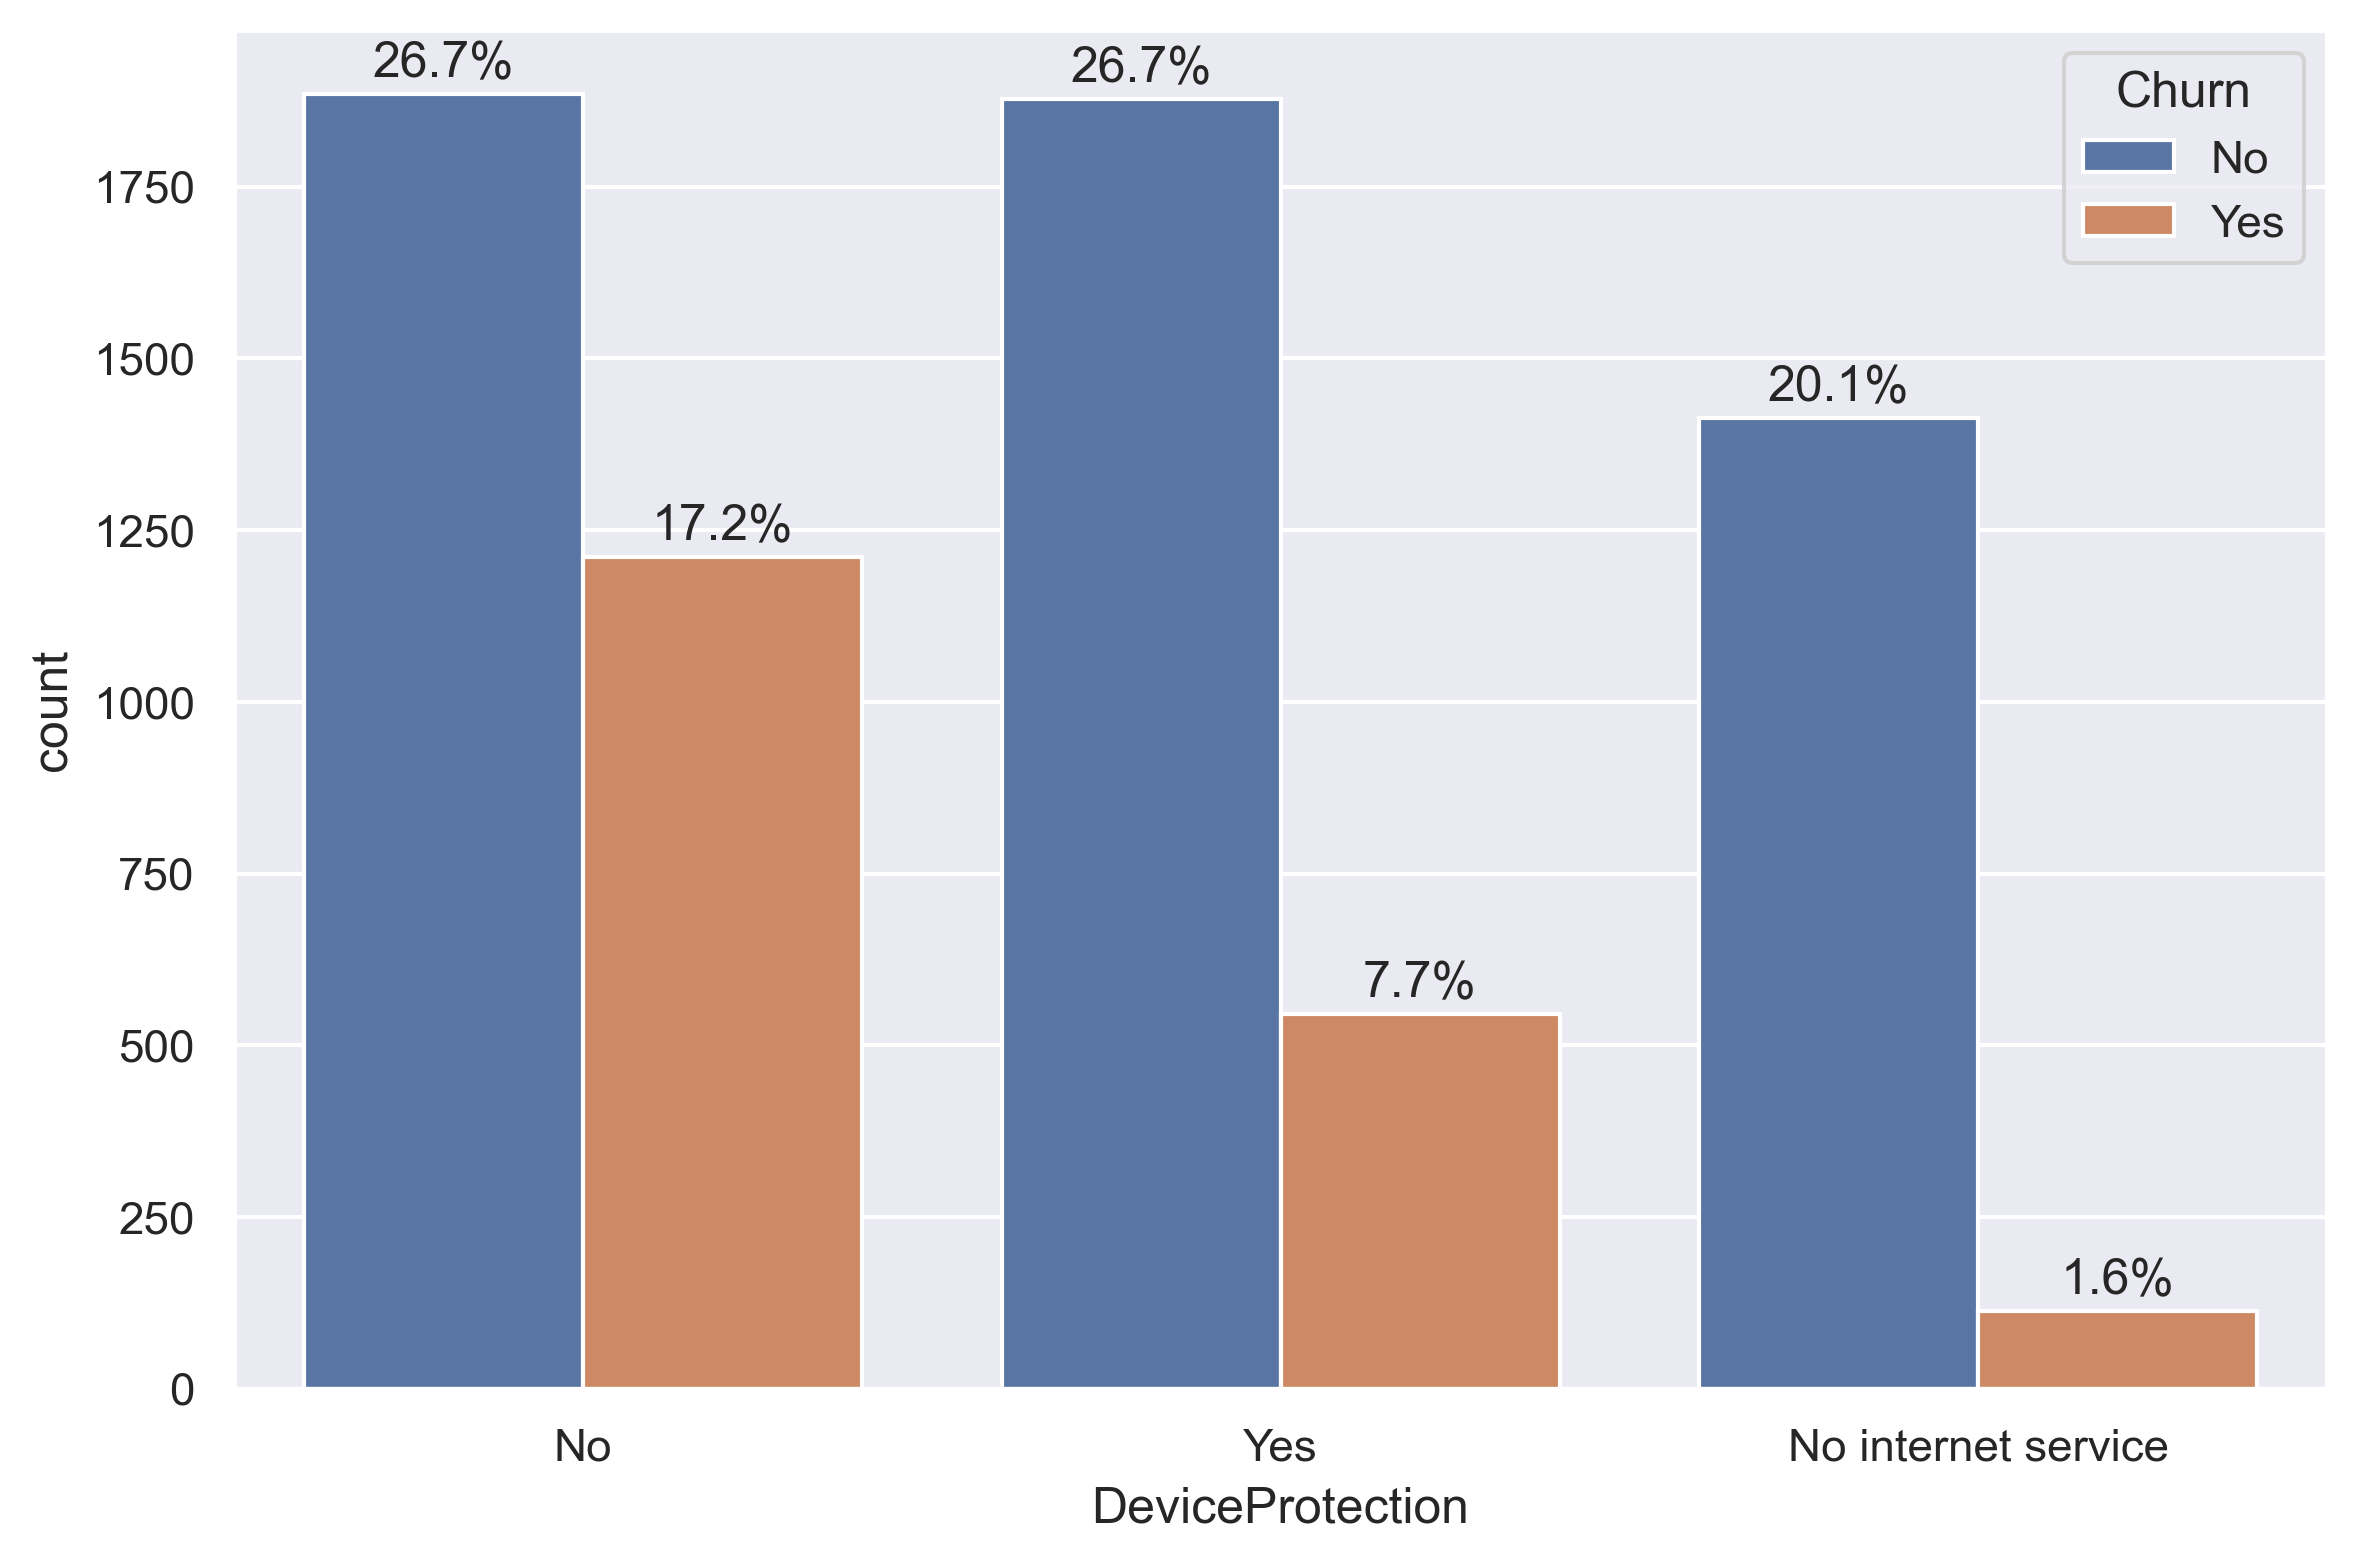 26.7%
26.7%
Churn
No
Yes
1750
1500
20.1%
1250
17.2%
count
1000
750
7.7%
500
250
1.6%
0
No
Yes
No internet service
DeviceProtection